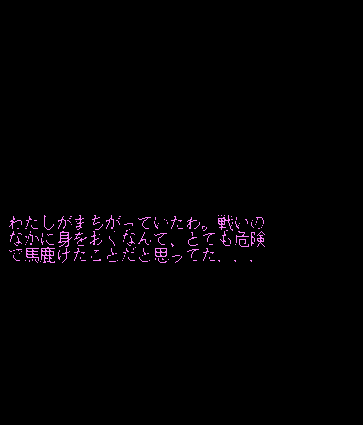 わたしがまちがっていたわ。戦いの
なかに身をおくなんて、とても危険
で馬鹿けたことだと思ってた、、、